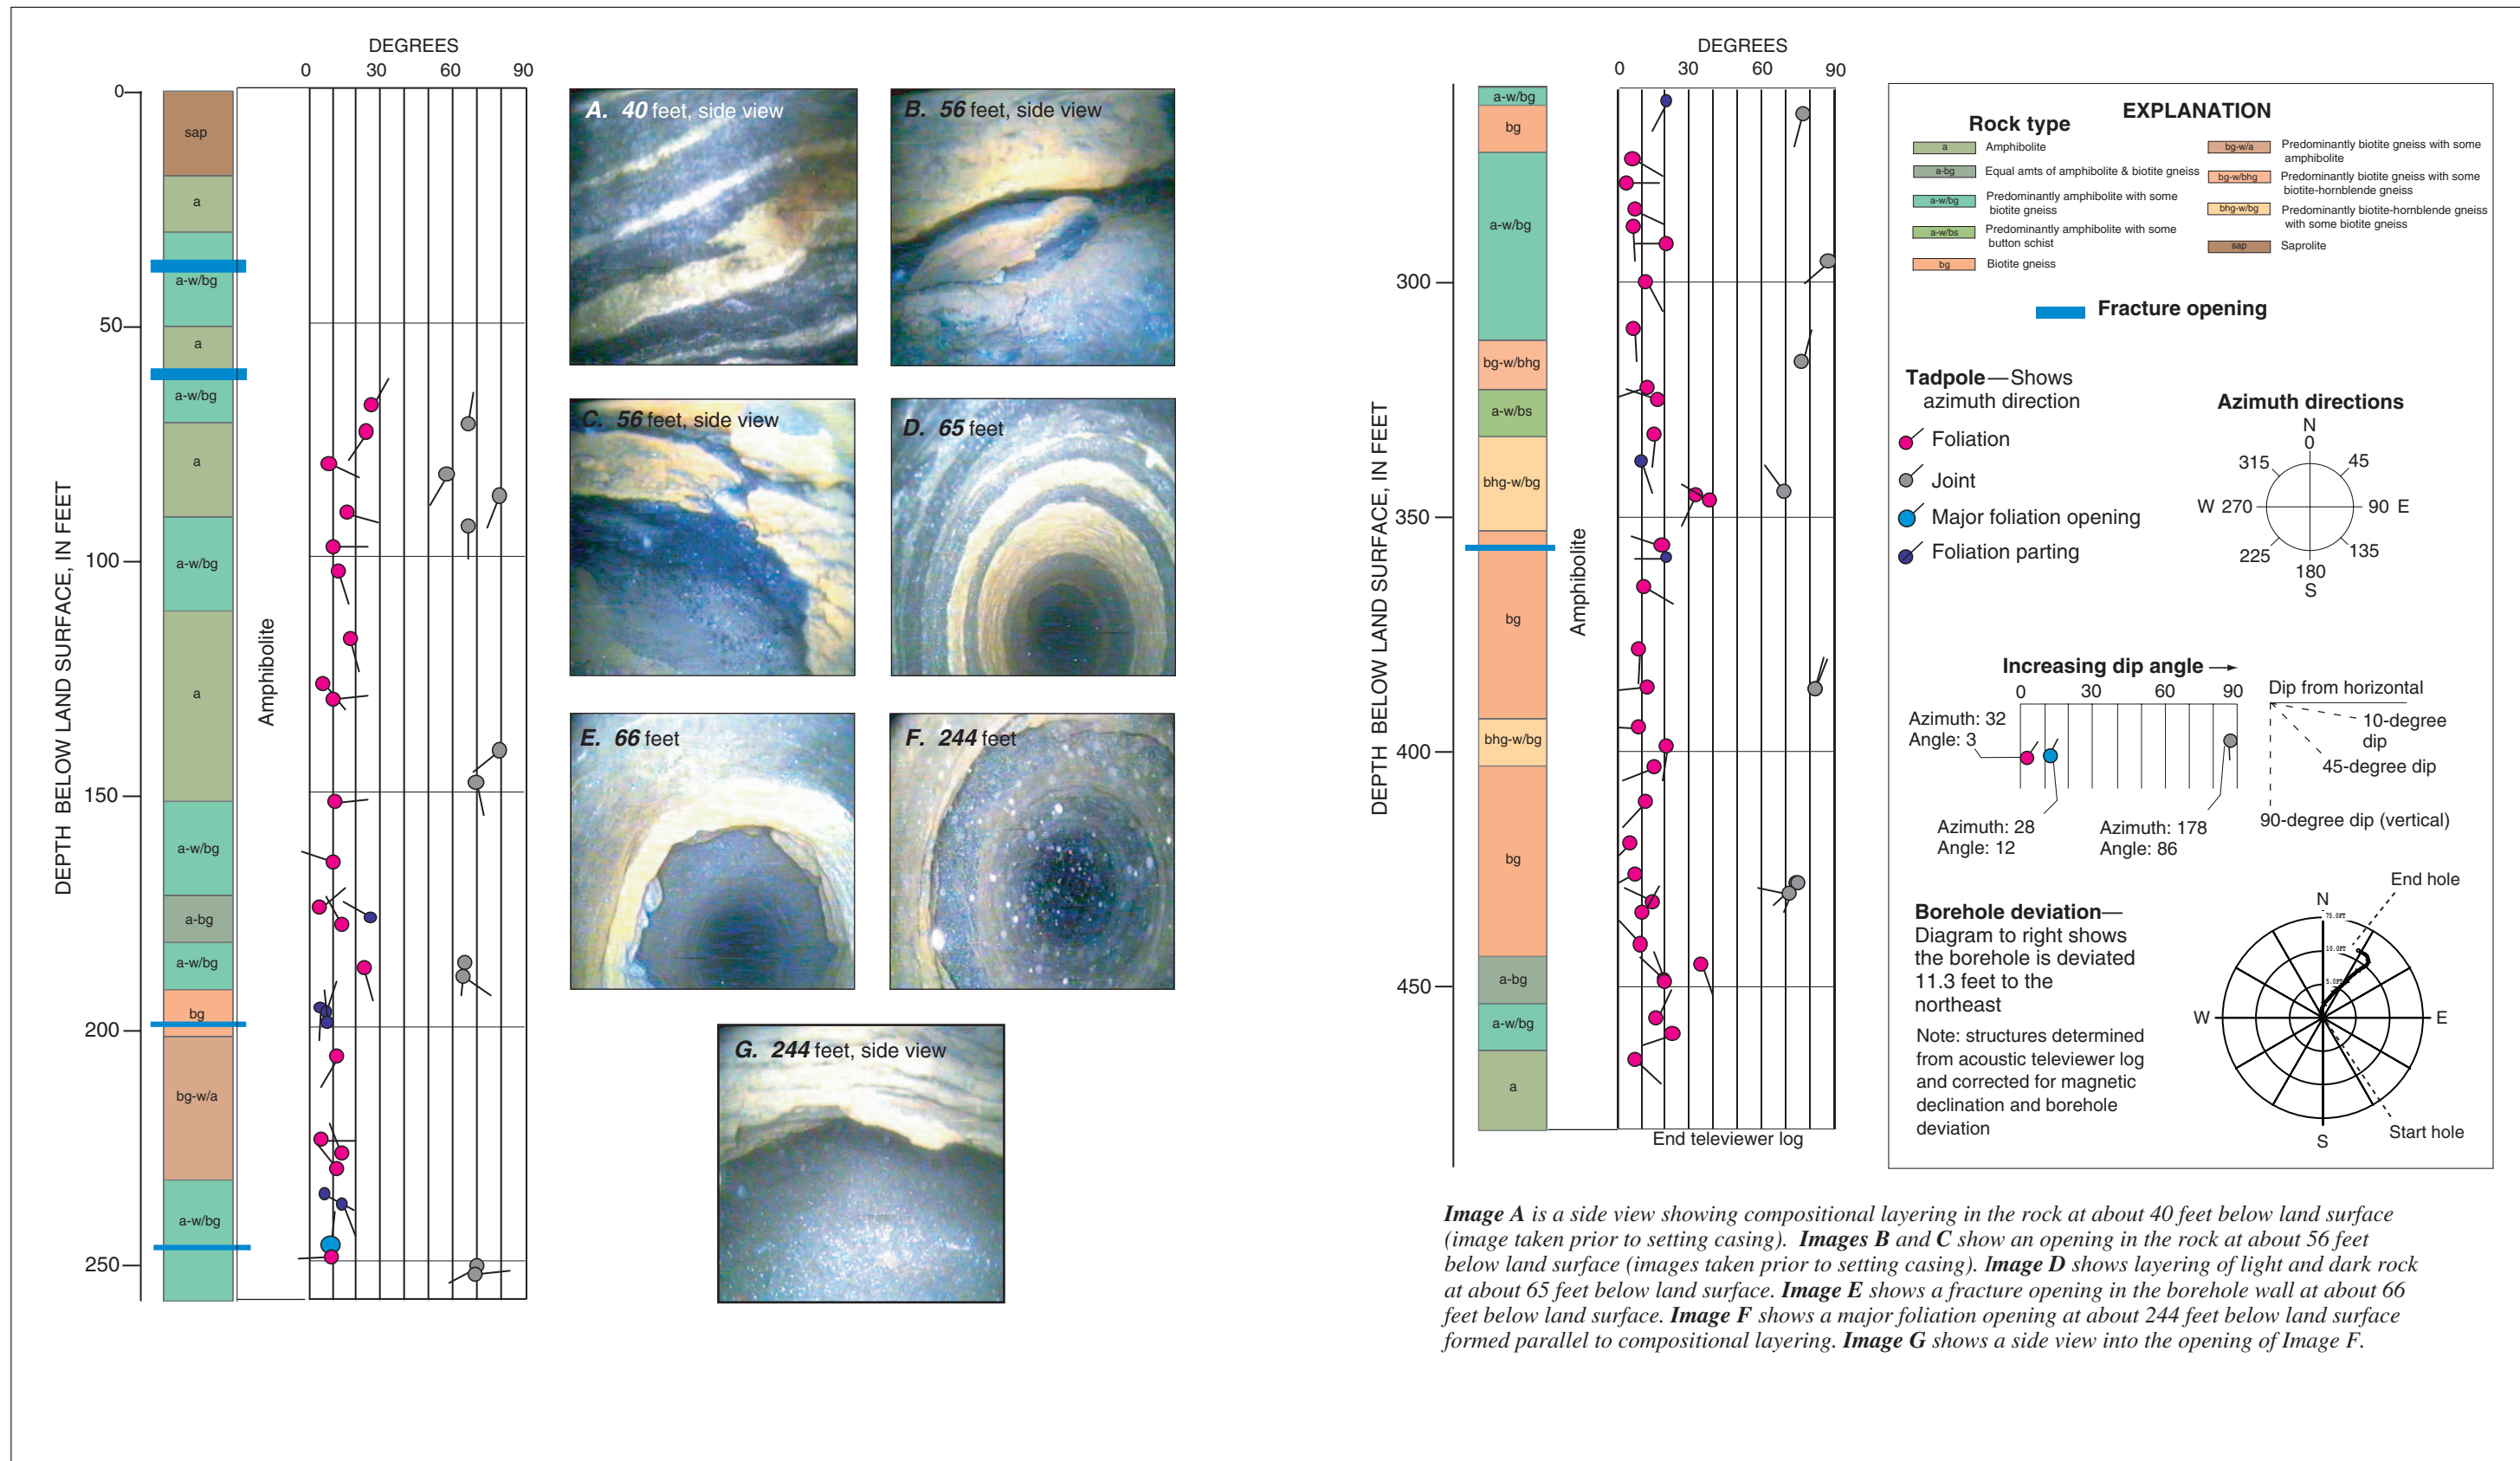 DEGREES
0 30 60 90
DEPTH BELOW LAND SURFACE, IN FEET
0
50
100
150
200
250
sap
a
a-w/bg
a
a-w/bg
a
a-w/bg
a
a-w/bg
a-bg
a-w/bg
bg
bg-w/a
a-w/bg
Amphibolite
A. 40 feet, side view
B. 56 feet, side view
C. 56 feet, side view
D. 65 feet
E. 66 feet
F. 244 feet
G. 244 feet, side view
DEGREES
0 30 60 90
DEPTH BELOW LAND SURFACE, IN FEET
300
350
400
450
a-w/bg
bg
a-w/bg
bg-w/bhg
a-w/bs
bhg-w/bg
bg
bhg-w/bg
bg
a-bg
a-w/bg
a
Amphibolite
End televiewer log
EXPLANATION
Rock type
a Amphibolite
a-bg Equal amts of amphibolite & biotite gneiss
a-w/bg Predominantly amphibolite with some
biotite gneiss
a-w/bs Predominantly amphibolite with some
button schist
bg Biotite gneiss
bg-w/a Predominantly biotite gneiss with some
amphibolite
bg-w/bhg Predominantly biotite gneiss with some
biotite-hornblende gneiss
bhg-w/bg Predominantly biotite-hornblende gneiss
with some biotite gneiss
sap Saprolite
Fracture opening
Tadpole—Shows
azimuth direction
Foliation
Joint
Major foliation opening
Foliation parting
Azimuth directions
N
0
315 45
W 270 90 E
225 135
180
S
Increasing dip angle
0 30 60 90
Azimuth: 32
Angle: 3
Azimuth: 28
Angle: 12
Azimuth: 178
Angle: 86
Dip from horizontal
10-degree
dip
45-degree dip
90-degree dip (vertical)
Borehole deviation—
Diagram to right shows
the borehole is deviated
11.3 feet to the
northeast
Note: structures determined
from acoustic televiewer log
and corrected for magnetic
declination and borehole
deviation
End hole
N
75.0FT
10.0FT
5.0FT
W E
S
Start hole
Image A is a side view showing compositional layering in the rock at about 40 feet below land surface
(image taken prior to setting casing). Images B and C show an opening in the rock at about 56 feet
below land surface (images taken prior to setting casing). Image D shows layering of light and dark rock
at about 65 feet below land surface. Image E shows a fracture opening in the borehole wall at about 66
feet below land surface. Image F shows a major foliation opening at about 244 feet below land surface
formed parallel to compositional layering. Image G shows a side view into the opening of Image F.